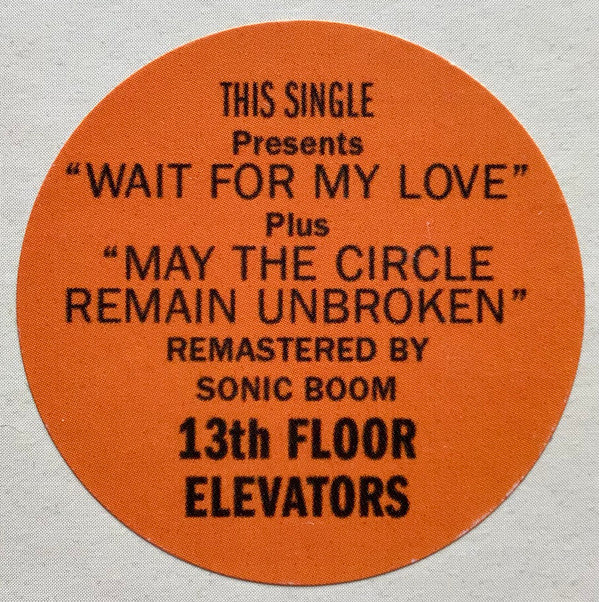 THIS SINGLE
Presents
"WAIT FOR MY LOVE"
Plus
"MAY THE CIRCLE
REMAIN UNBROKEN"
REMASTERED BY
SONIC BOOM
13th FLOOR
ELEVATORS